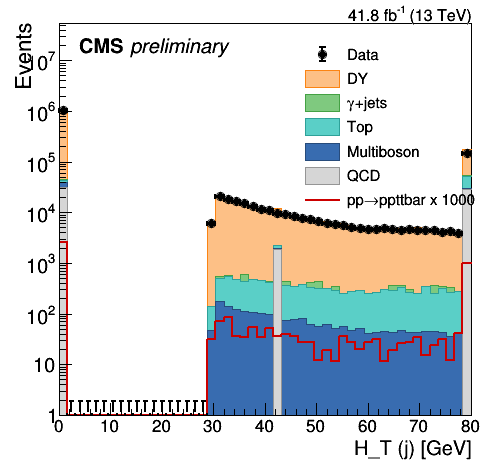 41.8 fb⁻¹ (13 TeV)
CMS preliminary
Events
Data
DY
γ+jets
Top
Multiboson
QCD
pp→ppttbar x 1000
10⁷
10⁶
10⁵
10⁴
10³
10²
10
1
0 10 20 30 40 50 60 70 80
H_T (j) [GeV]